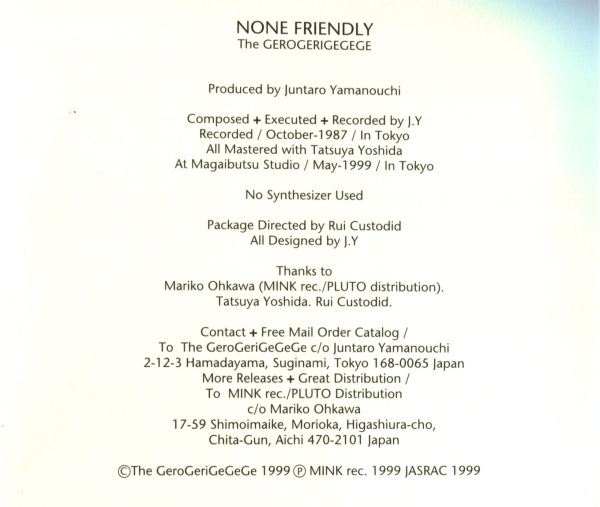 NONE FRIENDLY
The GEROGERIGEGEGE
Produced by Juntaro Yamanouchi
Composed + Executed + Recorded by J.Y
Recorded / October-1987 / In Tokyo
All Mastered with Tatsuya Yoshida
At Magaibutsu Studio / May-1999 / In Tokyo
No Synthesizer Used
Package Directed by Rui Custodid
All Designed by J.Y
Thanks to
Mariko Ohkawa (MINK rec./PLUTO distribution).
Tatsuya Yoshida. Rui Custodid.
Contact + Free Mail Order Catalog /
To The GeroGeriGeGeGe c/o Juntaro Yamanouchi
2-12-3 Hamadayama, Suginami, Tokyo 168-0065 Japan
More Releases + Great Distribution /
To MINK rec./PLUTO Distribution
c/o Mariko Ohkawa
17-59 Shimoimaike, Morioka, Higashiura-cho,
Chita-Gun, Aichi 470-2101 Japan
©The GeroGeriGeGeGe 1999 ℗ MINK rec. 1999 JASRAC 1999